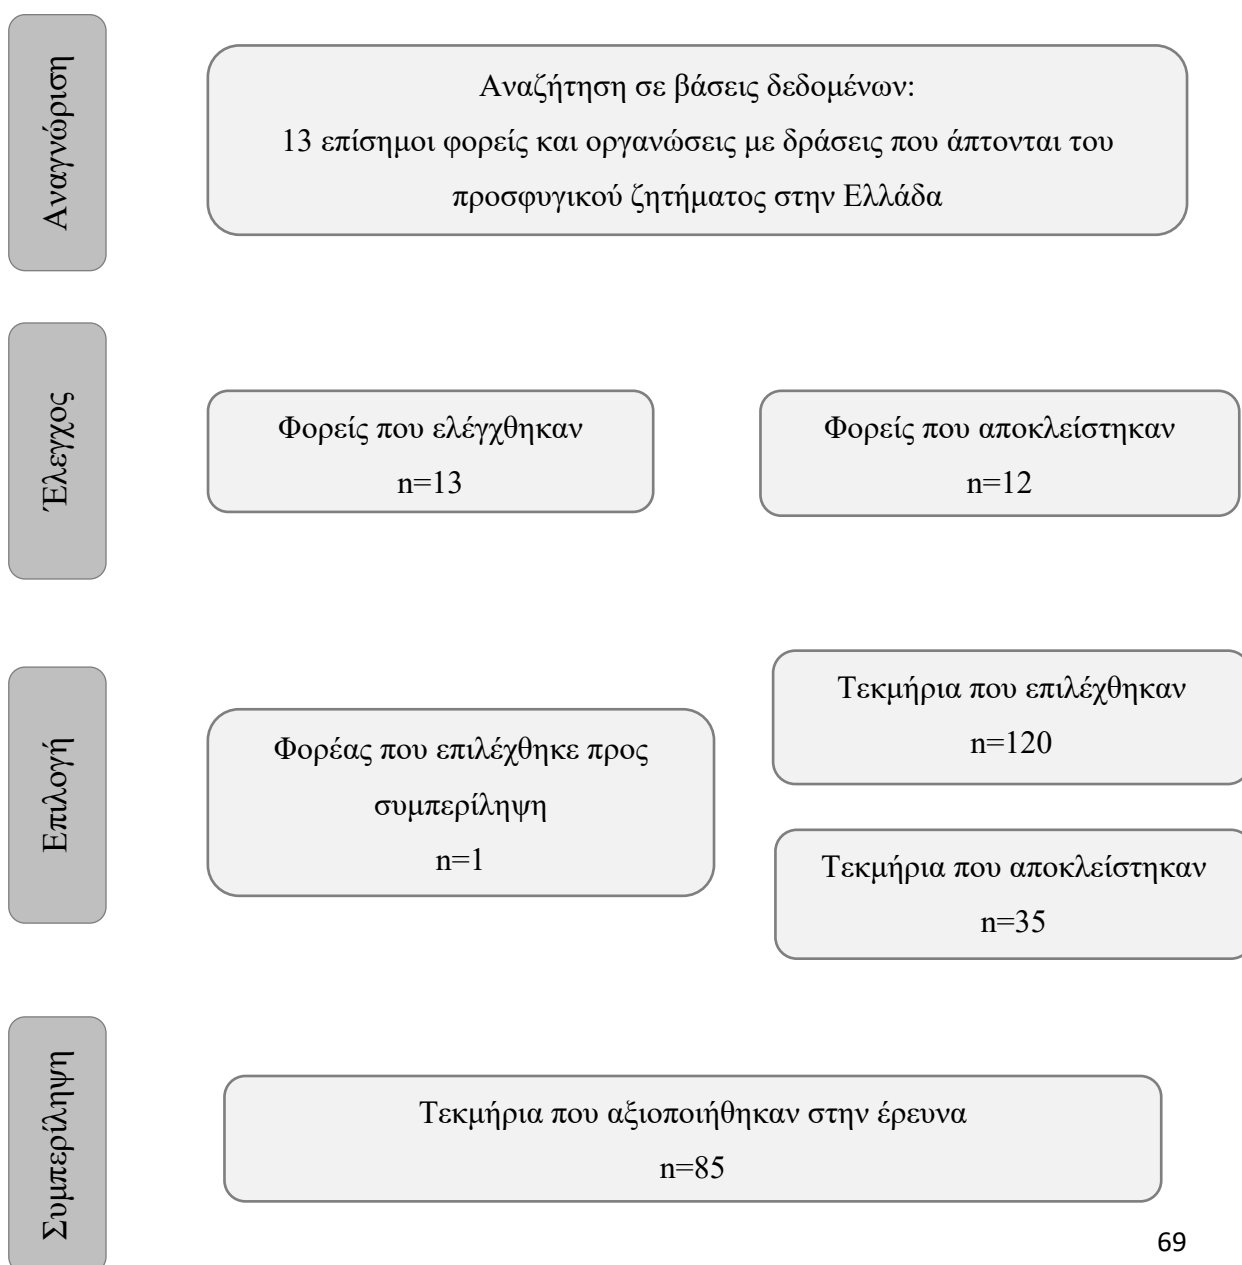 Αναγνώριση
Αναζήτηση σε βάσεις δεδομένων:
13 επίσημοι φορείς και οργανώσεις με δράσεις που άπτονται του
προσφυγικού ζητήματος στην Ελλάδα
Έλεγχος
Φορείς που ελέγχθηκαν
n=13
Φορείς που αποκλείστηκαν
n=12
Επιλογή
Φορέας που επιλέχθηκε προς
συμπερίληψη
n=1
Τεκμήρια που επιλέχθηκαν
n=120
Τεκμήρια που αποκλείστηκαν
n=35
Συμπερίληψη
Τεκμήρια που αξιοποιήθηκαν στην έρευνα
n=85
69